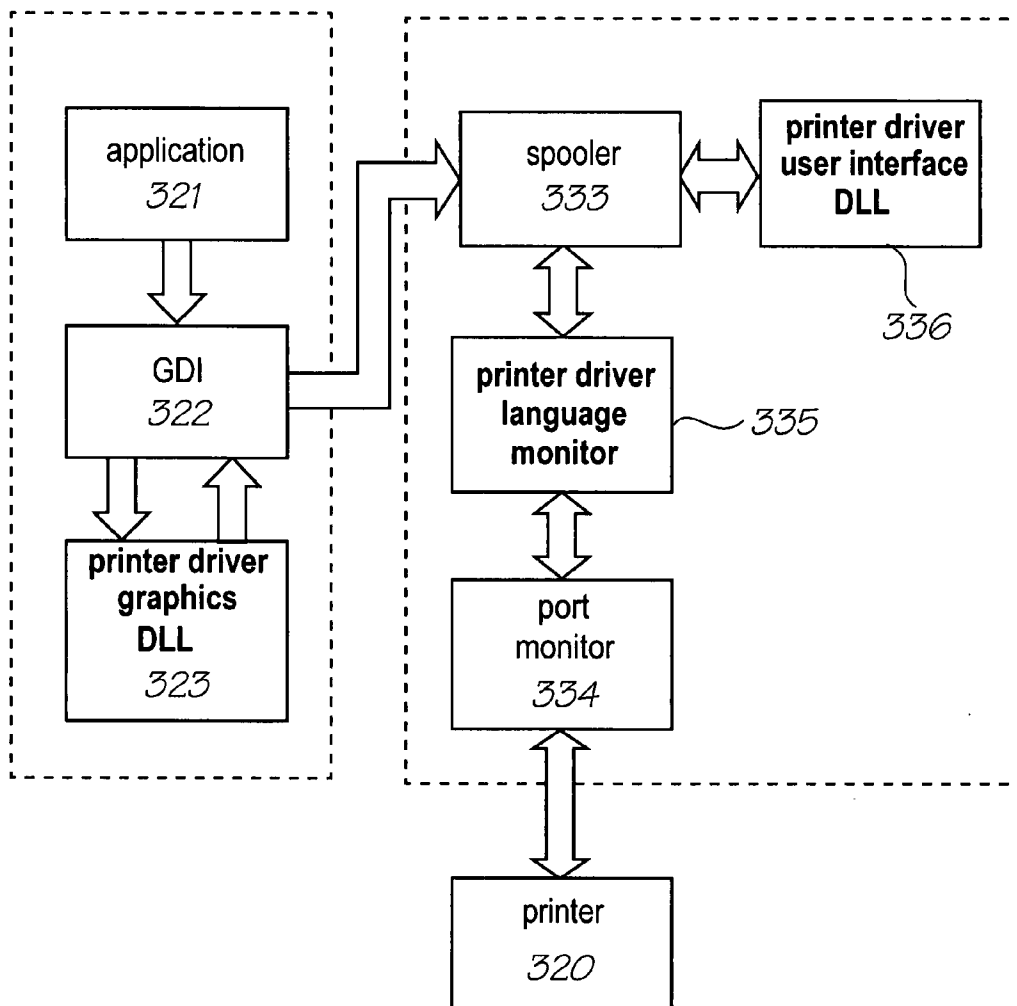 application
321
GDI
322
printer driver
graphics
DLL
323
spooler
333
printer driver
user interface
DLL
336
printer driver
language
monitor
335
port
monitor
334
printer
320